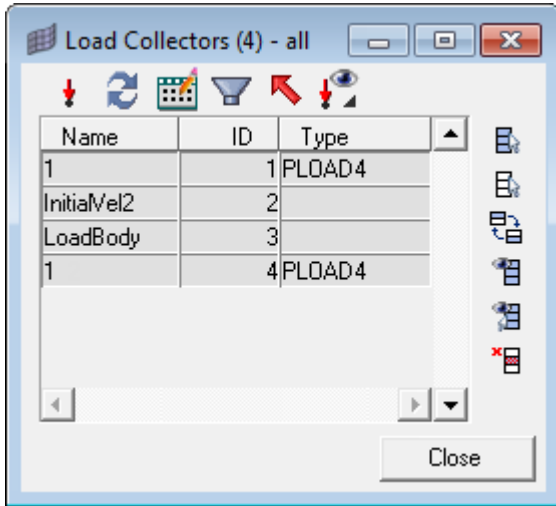 Load Collectors (4) - all
Name ID Type
1 1 PLOAD4
InitialVel2 2
LoadBody 3
1 4 PLOAD4
Close